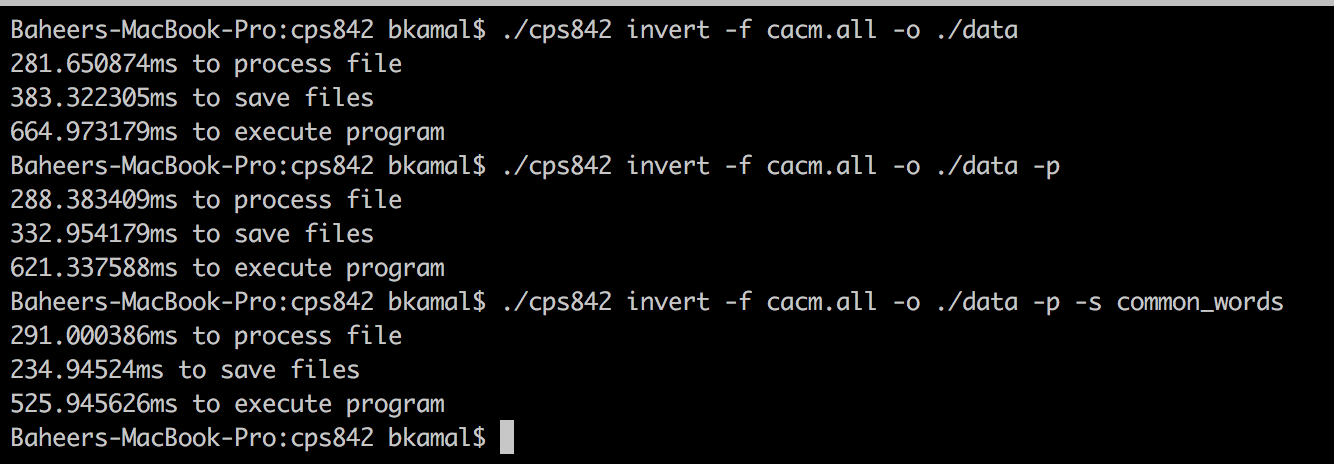 Baheers-MacBook-Pro:cps842 bkamal$ ./cps842 invert -f cacm.all -o ./data
281.650874ms to process file
383.322305ms to save files
664.973179ms to execute program
Baheers-MacBook-Pro:cps842 bkamal$ ./cps842 invert -f cacm.all -o ./data -p
288.383409ms to process file
332.954179ms to save files
621.337588ms to execute program
Baheers-MacBook-Pro:cps842 bkamal$ ./cps842 invert -f cacm.all -o ./data -p -s common_words
291.000386ms to process file
234.94524ms to save files
525.945626ms to execute program
Baheers-MacBook-Pro:cps842 bkamal$